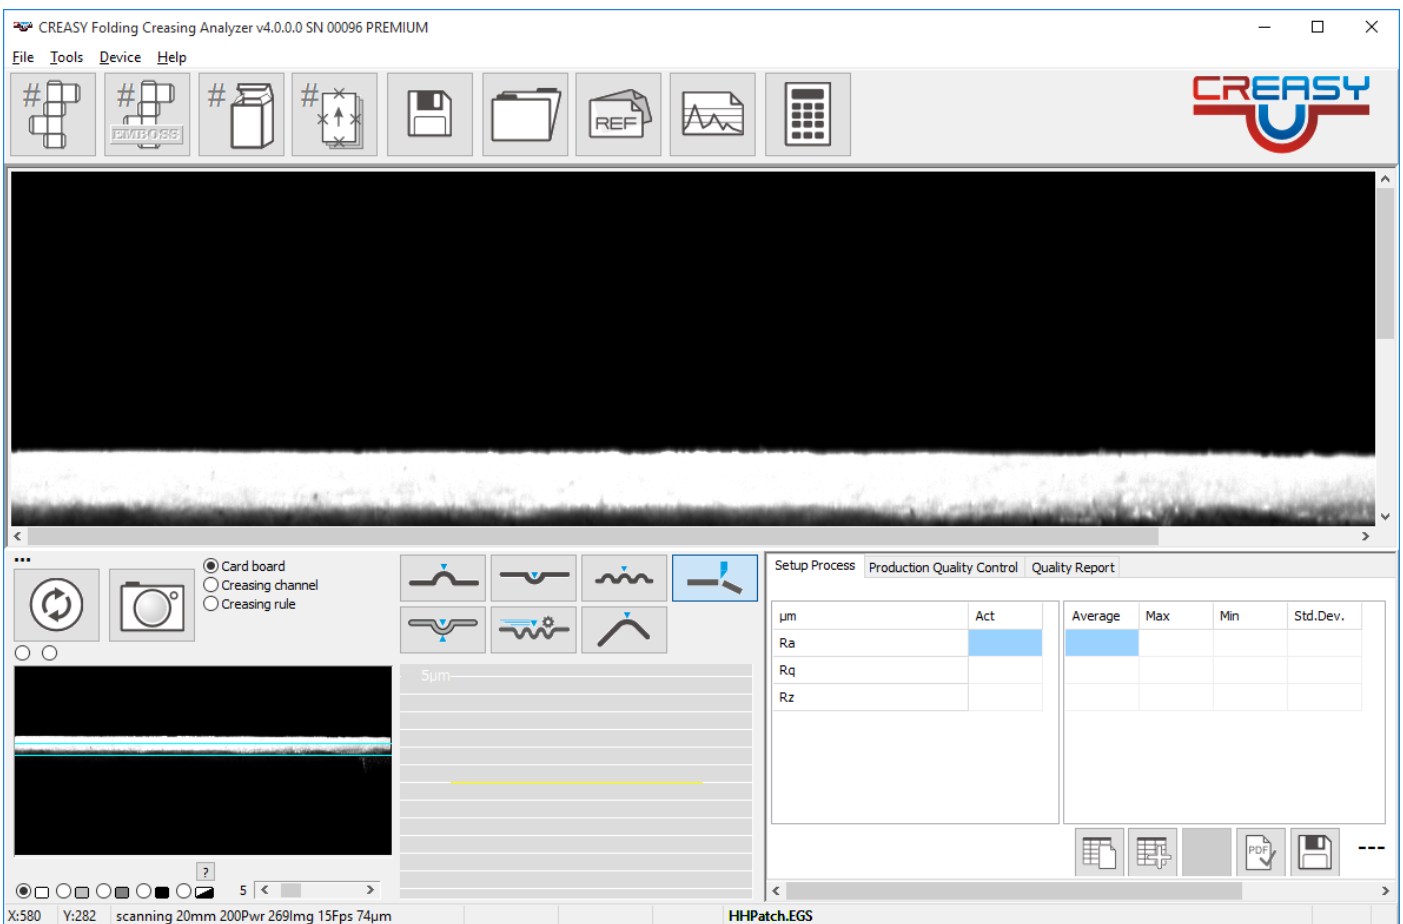 CREASY Folding Creasing Analyzer v4.0.0.0 SN 00096 PREMIUM
File Tools Device Help
# # # #
EMBOSS
REF
CREASY
...
Card board
Creasing channel
Creasing rule
5µm
?
5
Setup Process Production Quality Control Quality Report
µm Act Average Max Min Std.Dev.
Ra
Rq
Rz
PDF
---
X:580 Y:282 scanning 20mm 200Pwr 269Img 15Fps 74µm HHPatch.EGS